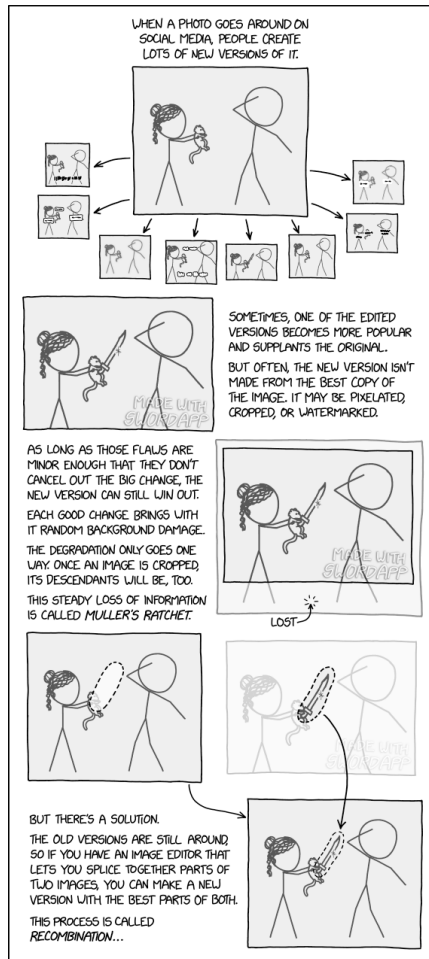 WHEN A PHOTO GOES AROUND ON
SOCIAL MEDIA, PEOPLE CREATE
LOTS OF NEW VERSIONS OF IT.
SOMETIMES, ONE OF THE EDITED
VERSIONS BECOMES MORE POPULAR
AND SUPPLANTS THE ORIGINAL.
BUT OFTEN, THE NEW VERSION ISN'T
MADE FROM THE BEST COPY OF
THE IMAGE. IT MAY BE PIXELATED,
CROPPED, OR WATERMARKED.
MADE WITH
SWORDAPP
AS LONG AS THOSE FLAWS ARE
MINOR ENOUGH THAT THEY DON'T
CANCEL OUT THE BIG CHANGE, THE
NEW VERSION CAN STILL WIN OUT.
EACH GOOD CHANGE BRINGS WITH
IT RANDOM BACKGROUND DAMAGE.
THE DEGRADATION ONLY GOES ONE
WAY. ONCE AN IMAGE IS CROPPED,
ITS DESCENDANTS WILL BE, TOO.
THIS STEADY LOSS OF INFORMATION
IS CALLED MULLER'S RATCHET.
MADE WITH
SWORDAPP
LOST
BUT THERE'S A SOLUTION.
THE OLD VERSIONS ARE STILL AROUND,
SO IF YOU HAVE AN IMAGE EDITOR THAT
LETS YOU SPLICE TOGETHER PARTS OF
TWO IMAGES, YOU CAN MAKE A NEW
VERSION WITH THE BEST PARTS OF BOTH.
THIS PROCESS IS CALLED
RECOMBINATION...